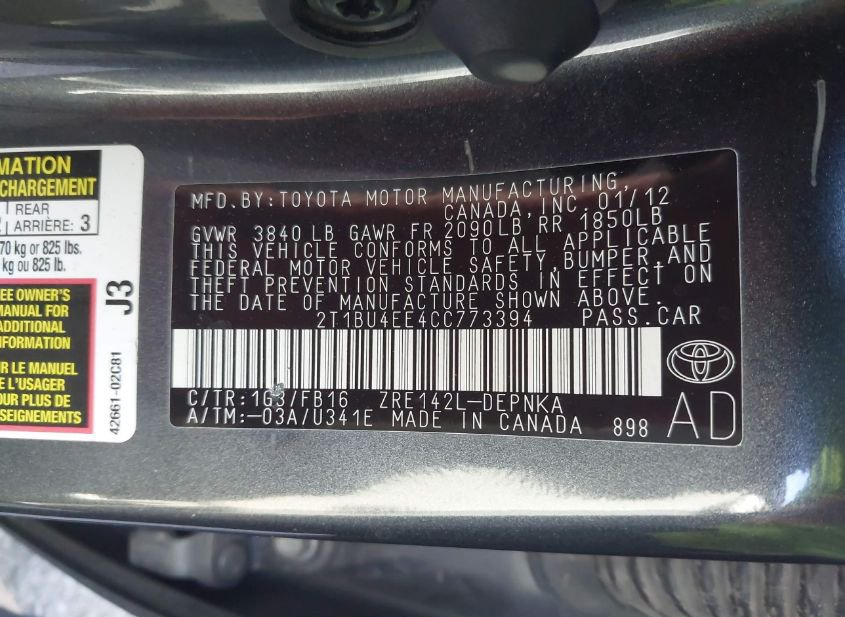 MATION
CHARGEMENT
REAR
ARRIÈRE: 3
70 kg or 825 lbs.
kg ou 825 lb.
EE OWNER'S
MANUAL FOR
ADDITIONAL
NFORMATION
IR LE MANUEL
DE L'USAGER
SEIGNEMENTS
42661-02C81
J3
MFD.BY:TOYOTA MOTOR MANUFACTURING,
CANADA,INC. 01/12
GVWR 3840 LB GAWR FR 2090LB RR 1850LB
THIS VEHICLE CONFORMS TO ALL APPLICABLE
FEDERAL MOTOR VEHICLE SAFETY,BUMPER,AND
THEFT PREVENTION STANDARDS IN EFFECT ON
THE DATE OF MANUFACTURE SHOWN ABOVE.
2T1BU4EE4CC773394 PASS.CAR
C/TR:1G3/FB16 ZRE142L-DEPNKA
A/TM:-03A/U341E MADE IN CANADA 898
AD